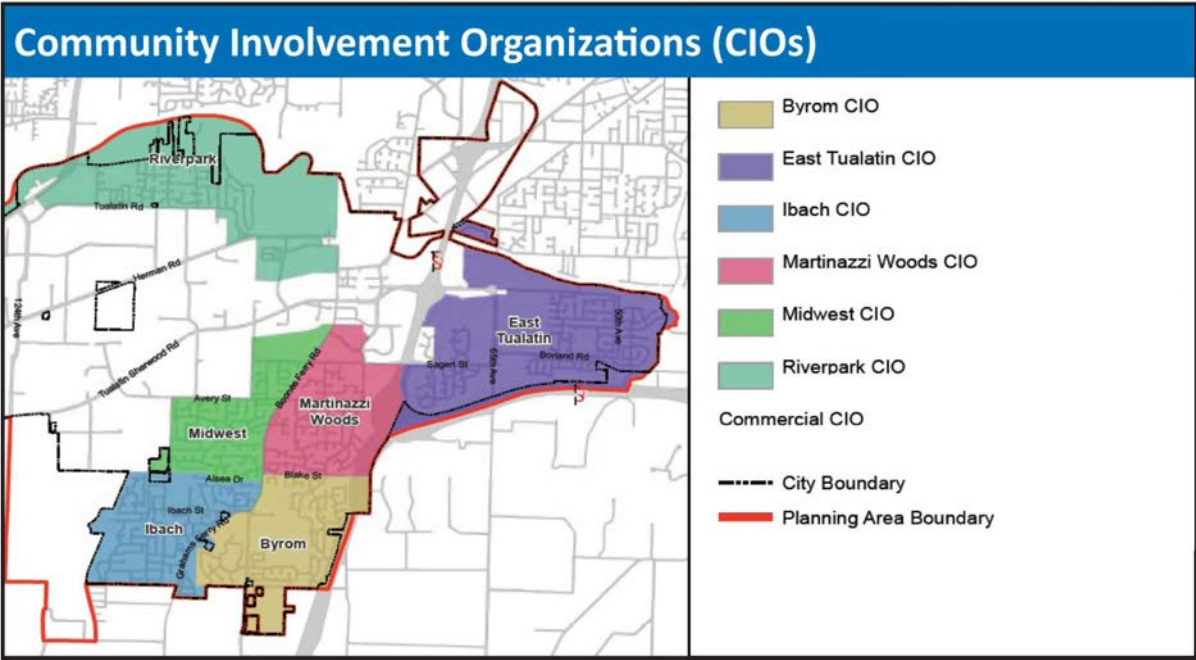 Community Involvement Organizations (CIOs)
Riverpark
Tualatin Rd
Herman Rd
124th Ave
Tualatin Sherwood Rd
East
Tualatin
50th Ave
65th Ave
Borland Rd
Sagert St
Boones Ferry Rd
Avery St
Martinazzi
Woods
Midwest
Alsea Dr
Blake St
Ibach St
Ibach
Grahams Ferry Rd
Byrom
Byrom CIO
East Tualatin CIO
Ibach CIO
Martinazzi Woods CIO
Midwest CIO
Riverpark CIO
Commercial CIO
City Boundary
Planning Area Boundary